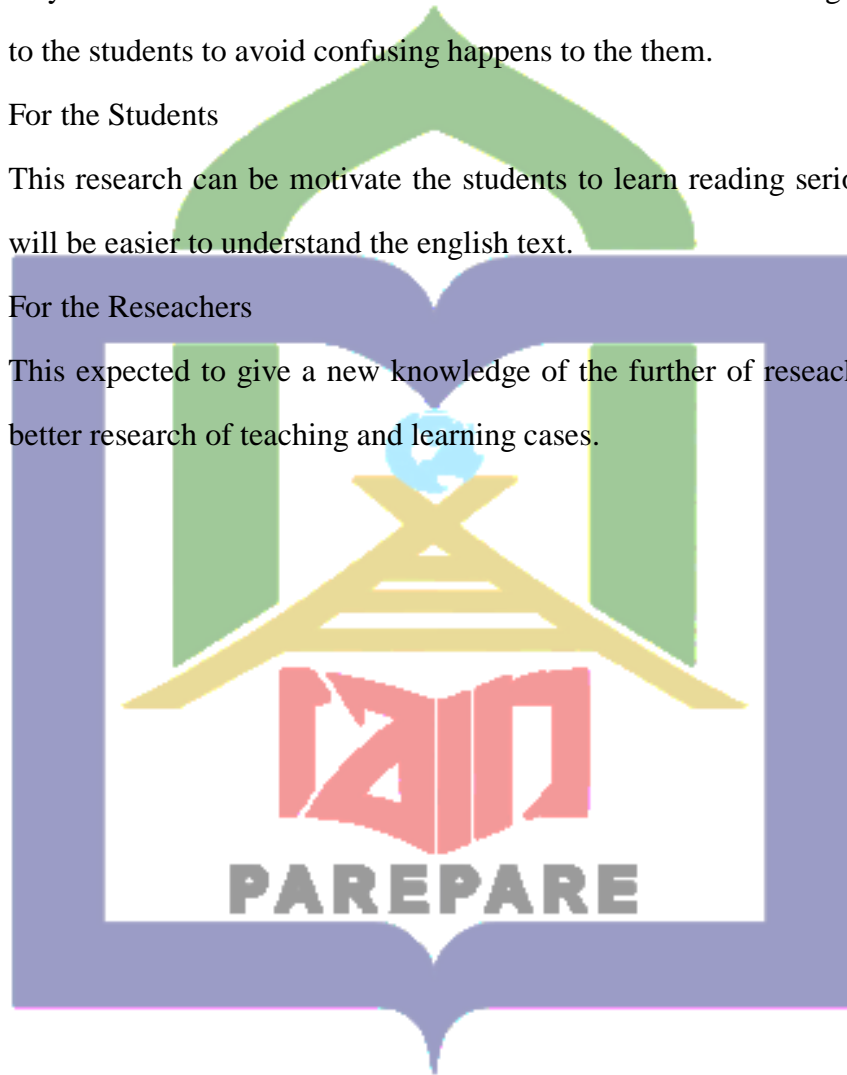 to the students to avoid confusing happens to the them.
For the Students
This research can be motivate the students to learn reading
will be easier to understand the english text.
For the Reseachers
This expected to give a new knowledge of the further of
better research of teaching and learning cases.
iain
PAREPARE